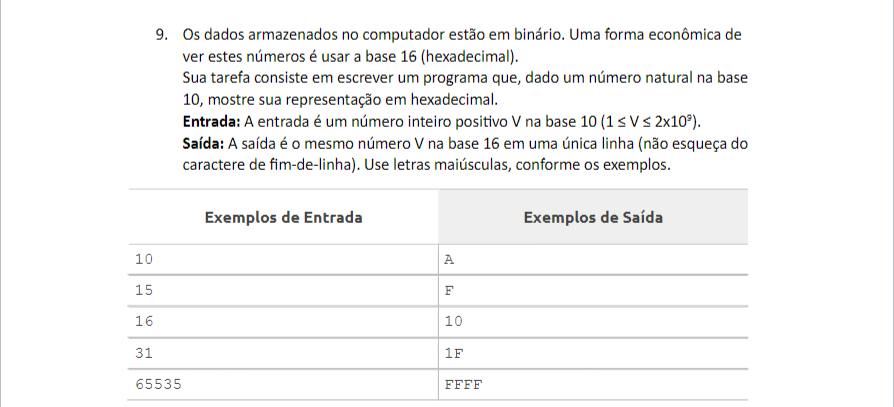 9. Os dados armazenados no computador estão em binário. Uma forma econômica de
ver estes números é usar a base 16 (hexadecimal).
Sua tarefa consiste em escrever um programa que, dado um número natural na base
10, mostre sua representação em hexadecimal.
Entrada: A entrada é um número inteiro positivo V na base 10 (1 ≤ V ≤ 2x10⁹).
Saída: A saída é o mesmo número V na base 16 em uma única linha (não esqueça do
caractere de fim-de-linha). Use letras maiúsculas, conforme os exemplos.
Exemplos de Entrada Exemplos de Saída
10 A
15 F
16 10
31 1F
65535 FFFF